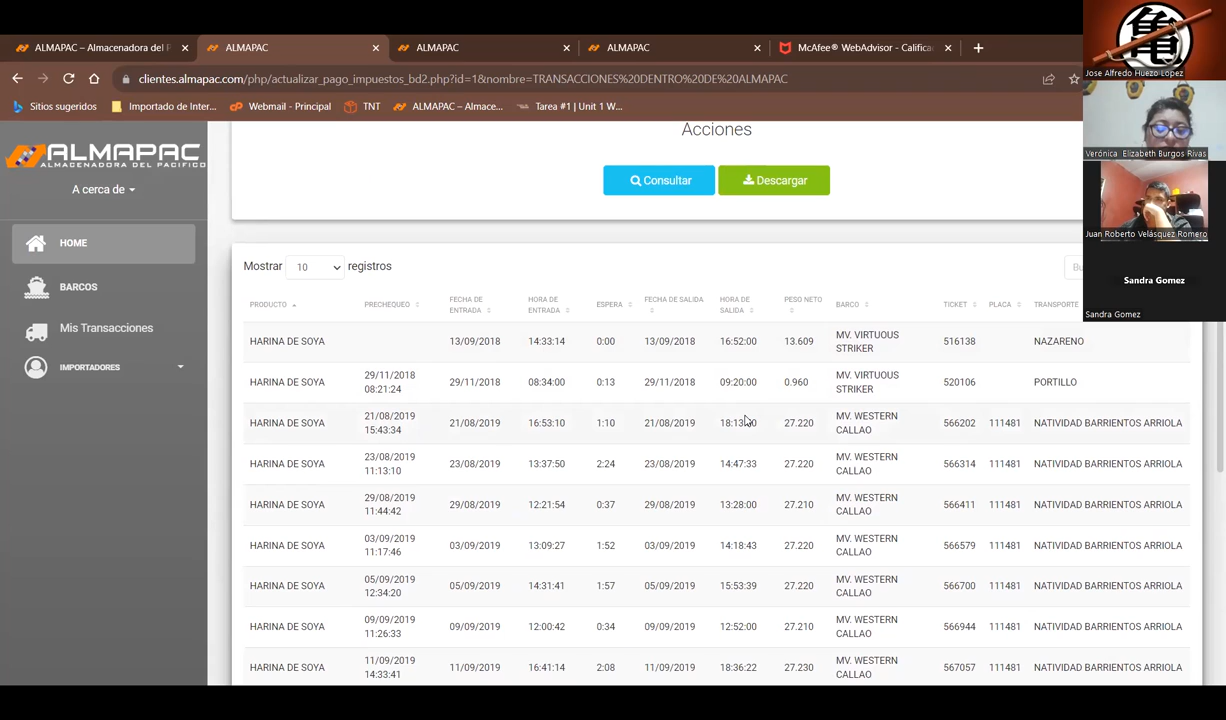 ALMAPAC – Almacenadora del P
ALMAPAC
ALMAPAC
ALMAPAC
McAfee® WebAdvisor - Califica
clientes.almapac.com/php/actualizar_pago_impuestos_bd2.php?id=1&nombre=TRANSACCIONES%20DENTRO%20DE%20ALMAPAC
Sitios sugeridos
Importado de Inter...
Webmail - Principal
TNT
ALMAPAC – Almace...
Tarea #1 | Unit 1 W...
亀
Jose Alfredo Huezo Lopez
Verónica Elizabeth Burgos Rivas
Juan Roberto Velásquez Romero
Sandra Gomez
Sandra Gomez
ALMAPAC
ALMACENADORA DEL PACIFICO
A cerca de
HOME
BARCOS
Mis Transacciones
IMPORTADORES
Acciones
Consultar
Descargar
Mostrar 10 registros
Bu
PRODUCTO PRECHEQUEO FECHA DE ENTRADA HORA DE ENTRADA ESPERA FECHA DE SALIDA HORA DE SALIDA PESO NETO BARCO TICKET PLACA TRANSPORTE
HARINA DE SOYA 13/09/2018 14:33:14 0:00 13/09/2018 16:52:00 13.609 MV. VIRTUOUS STRIKER 516138 NAZARENO
HARINA DE SOYA 29/11/2018 08:21:24 29/11/2018 08:34:00 0:13 29/11/2018 09:20:00 0.960 MV. VIRTUOUS STRIKER 520106 PORTILLO
HARINA DE SOYA 21/08/2019 15:43:34 21/08/2019 16:53:10 1:10 21/08/2019 27.220 MV. WESTERN CALLAO 566202 111481 NATIVIDAD BARRIENTOS ARRIOLA
HARINA DE SOYA 23/08/2019 11:13:10 23/08/2019 13:37:50 2:24 23/08/2019 14:47:33 27.220 MV. WESTERN CALLAO 566314 111481 NATIVIDAD BARRIENTOS ARRIOLA
HARINA DE SOYA 29/08/2019 11:44:42 29/08/2019 12:21:54 0:37 29/08/2019 13:28:00 27.210 MV. WESTERN CALLAO 566411 111481 NATIVIDAD BARRIENTOS ARRIOLA
HARINA DE SOYA 03/09/2019 11:17:46 03/09/2019 13:09:27 1:52 03/09/2019 14:18:43 27.220 MV. WESTERN CALLAO 566579 111481 NATIVIDAD BARRIENTOS ARRIOLA
HARINA DE SOYA 05/09/2019 12:34:20 05/09/2019 14:31:41 1:57 05/09/2019 15:53:39 27.220 MV. WESTERN CALLAO 566700 111481 NATIVIDAD BARRIENTOS ARRIOLA
HARINA DE SOYA 09/09/2019 11:26:33 09/09/2019 12:00:42 0:34 09/09/2019 12:52:00 27.210 MV. WESTERN CALLAO 566944 111481 NATIVIDAD BARRIENTOS ARRIOLA
HARINA DE SOYA 11/09/2019 14:33:41 11/09/2019 16:41:14 2:08 11/09/2019 18:36:22 27.230 MV. WESTERN CALLAO 567057 111481 NATIVIDAD BARRIENTOS ARRIOLA